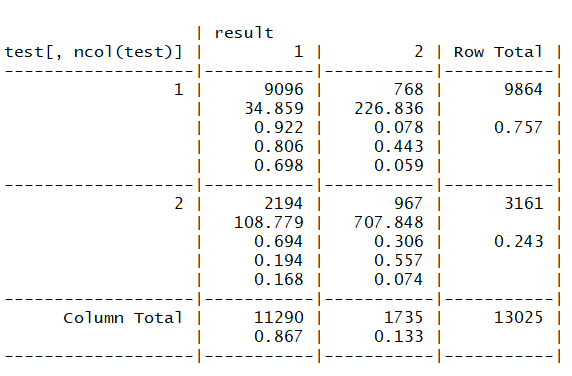 | result
test[, ncol(test)] |         1 |         2 | Row Total |
-------------------|-----------|-----------|-----------|
                 1 |      9096 |       768 |      9864 |
                   |    34.859 |   226.836 |           |
                   |     0.922 |     0.078 |     0.757 |
                   |     0.806 |     0.443 |           |
                   |     0.698 |     0.059 |           |
-------------------|-----------|-----------|-----------|
                 2 |      2194 |       967 |      3161 |
                   |   108.779 |   707.848 |           |
                   |     0.694 |     0.306 |     0.243 |
                   |     0.194 |     0.557 |           |
                   |     0.168 |     0.074 |           |
-------------------|-----------|-----------|-----------|
      Column Total |     11290 |      1735 |     13025 |
                   |     0.867 |     0.133 |           |
-------------------|-----------|-----------|-----------|